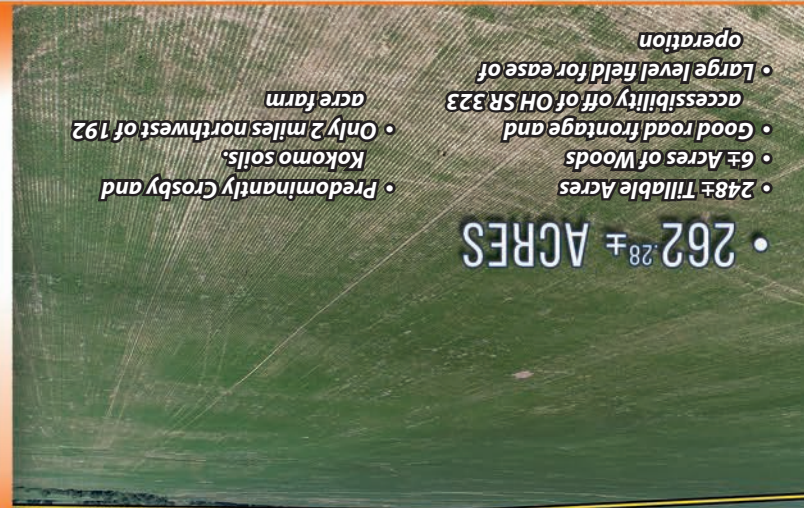 • 262.28± ACRES
• 248± Tillable Acres
• 6± Acres of Woods
• Good road frontage and
accessibility off of OH SR 323
• Large level field for ease of
operation
• Predominantly Crosby and
Kokomo soils.
• Only 2 miles northwest of 192
acre farm